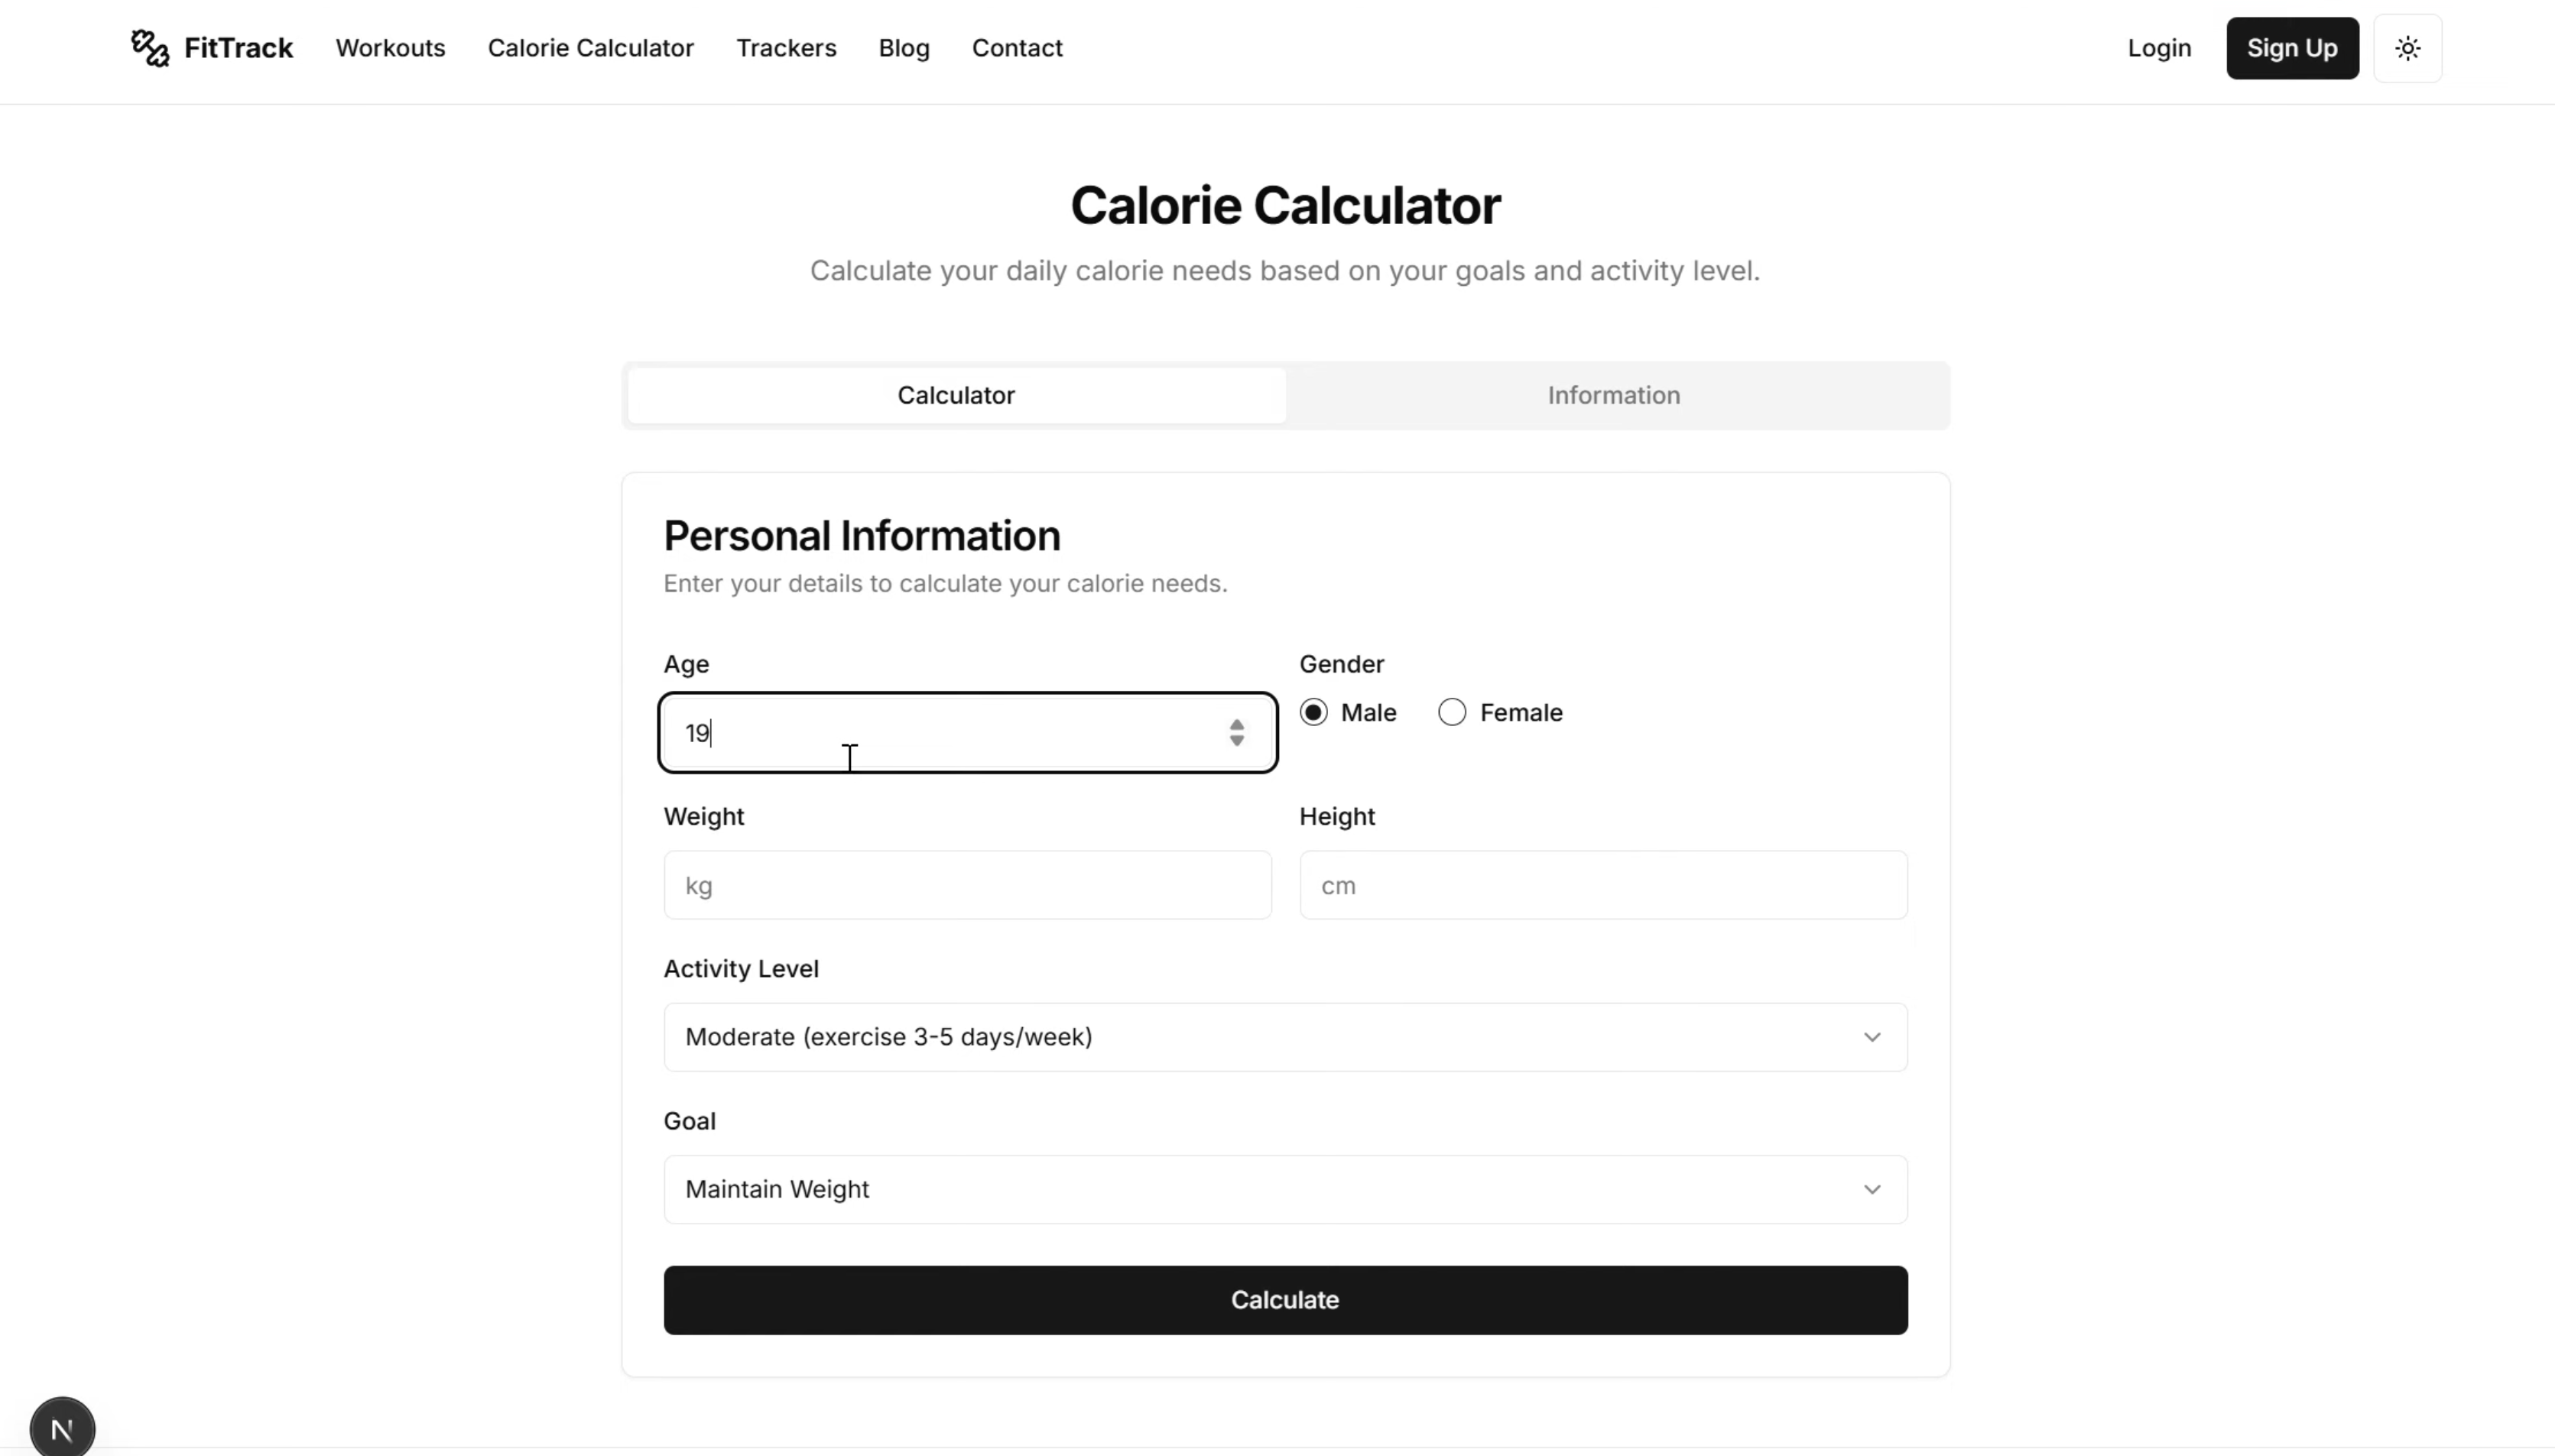 FitTrack Workouts Calorie Calculator Trackers Blog Contact Login Sign Up
Calorie Calculator
Calculate your daily calorie needs based on your goals and activity level.
Calculator Information
Personal Information
Enter your details to calculate your calorie needs.
Age Gender
19 Male Female
Weight Height
kg cm
Activity Level
Moderate (exercise 3-5 days/week)
Goal
Maintain Weight
Calculate
N